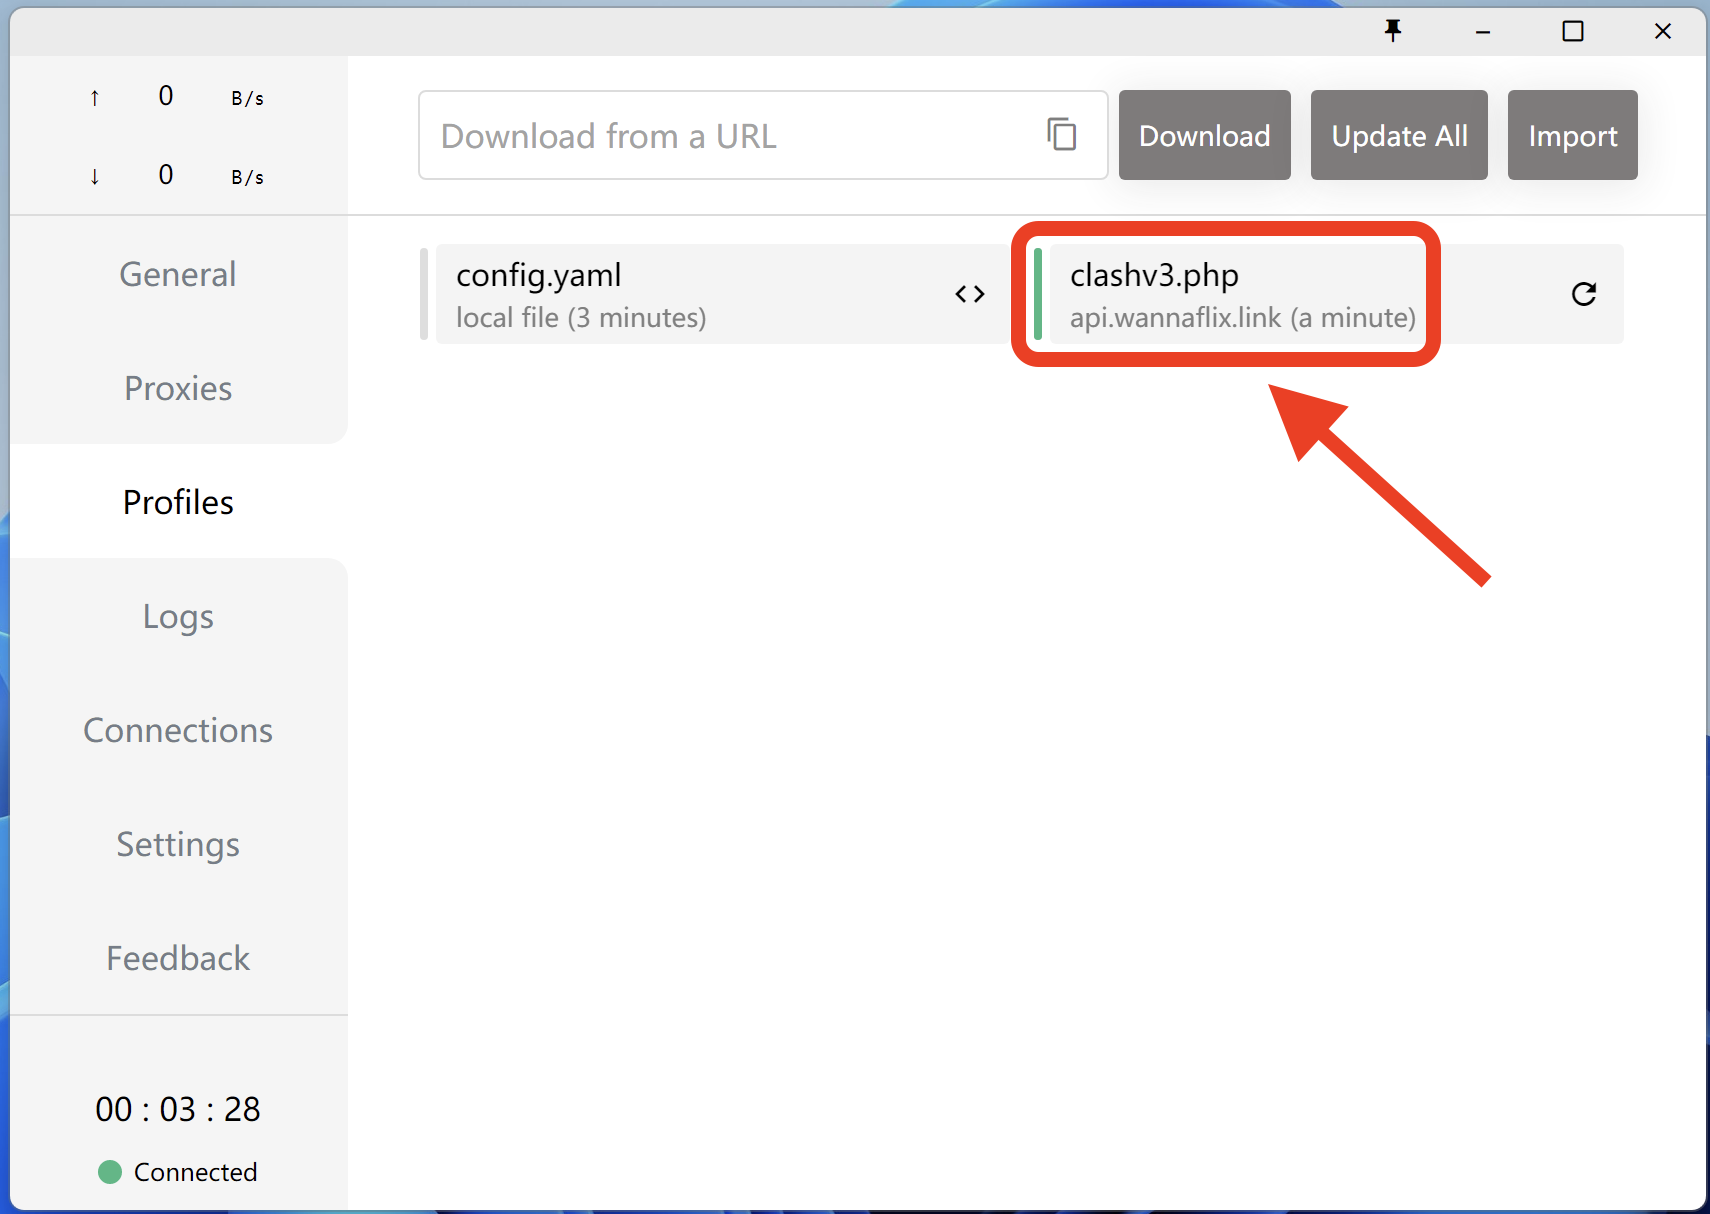 ↑ 0 B/s
↓ 0 B/s
General
Proxies
Profiles
Logs
Connections
Settings
Feedback
00 : 03 : 28
Connected
Download from a URL
Download
Update All
Import
config.yaml
local file (3 minutes)
clashv3.php
api.wannaflix.link (a minute)